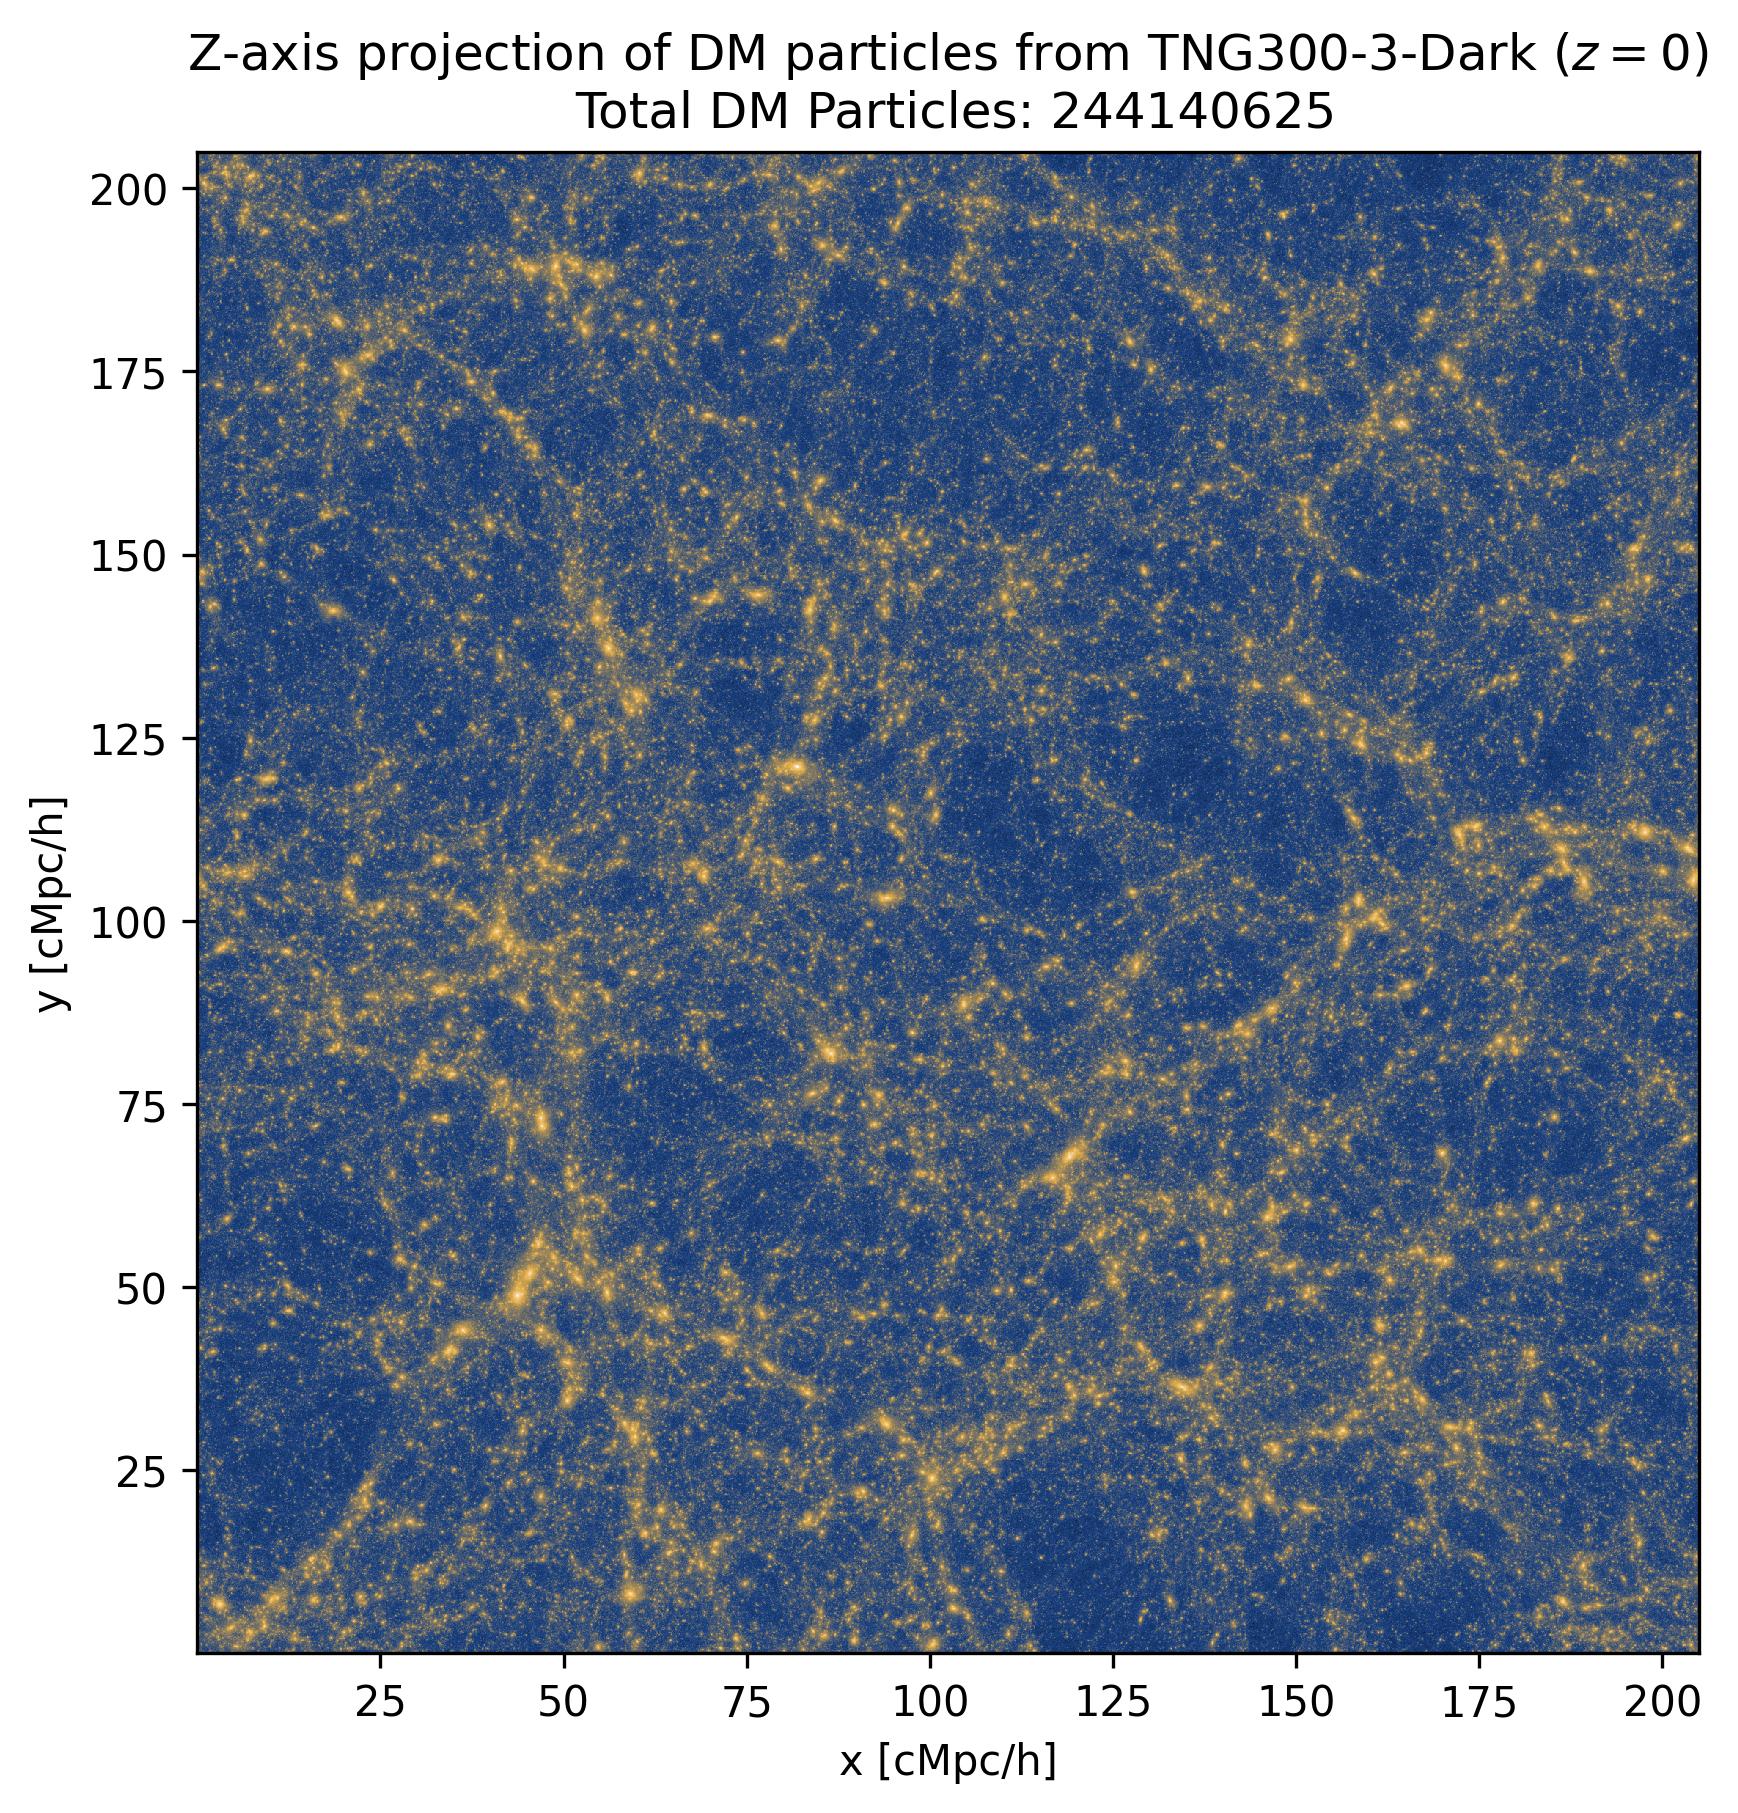 Z-axis projection of DM particles from TNG300-3-Dark (z = 0)
Total DM Particles: 244140625
200
175
150
125
100
75
50
25
y [cMpc/h]
25 50 75 100 125 150 175 200
x [cMpc/h]